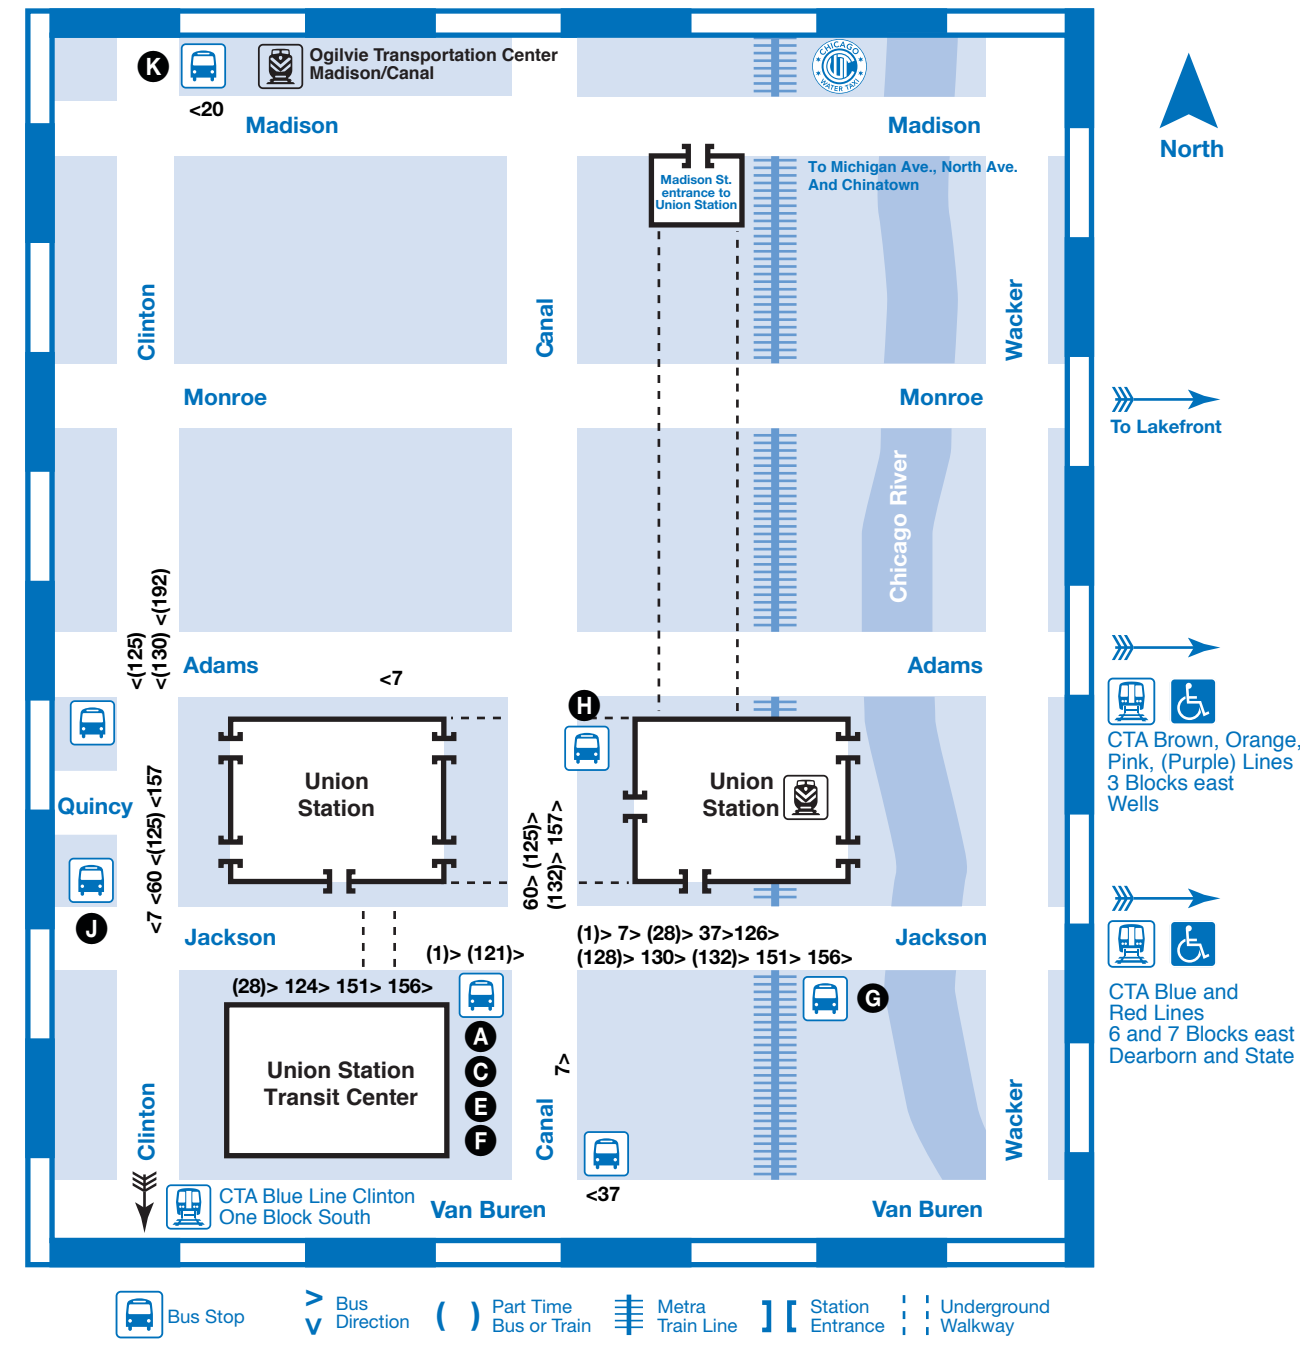 K
Ogilvie Transportation Center
Madison/Canal
CHICAGO
WATER TAXI
<20
Madison
Madison
North
Madison St.
entrance to
Union Station
To Michigan Ave., North Ave.
And Chinatown
Clinton
Canal
Wacker
Monroe
Monroe
To Lakefront
Chicago River
<(125)
<(130) <(192)
Adams
<7
Adams
H
CTA Brown, Orange,
Pink, (Purple) Lines
3 Blocks east
Wells
Quincy
<7 <60 <(125) <157
Union
Station
Union
Station
60> (125)>
(132)> 157>
J
Jackson
(1)> (121)>
(1)> 7> (28)> 37>126>
(128)> 130> (132)> 151> 156>
Jackson
(28)> 124> 151> 156>
G
CTA Blue and
Red Lines
6 and 7 Blocks east
Dearborn and State
A
C
E
F
Union Station
Transit Center
7>
Clinton
Canal
Wacker
CTA Blue Line Clinton
One Block South
Van Buren
<37
Van Buren
Bus Stop
> Bus
V Direction
( ) Part Time
Bus or Train
Metra
Train Line
Station
Entrance
Underground
Walkway